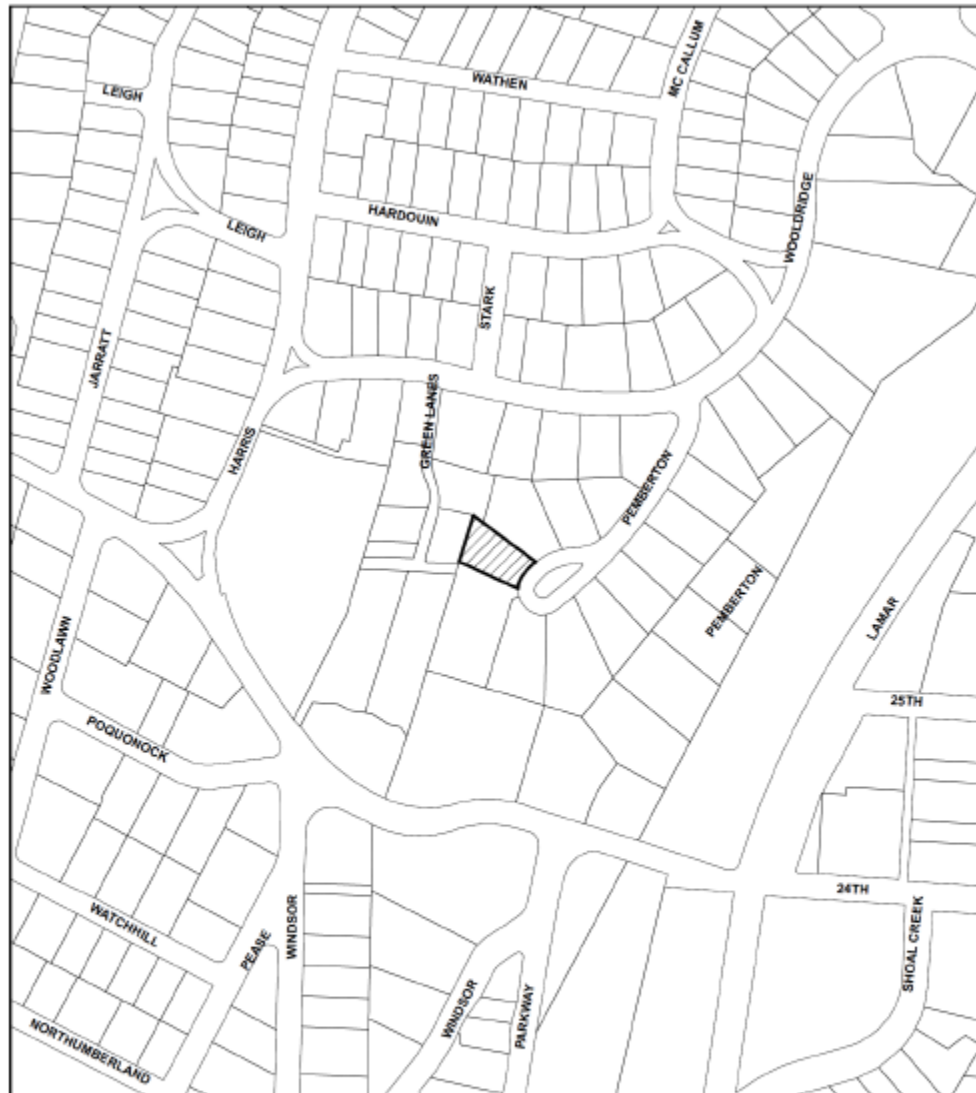 WATHEN
MC CALLUM
LEIGH
WOOLDRIDGE
HARDOUIN
LEIGH
STARK
JARRATT
GREEN LANES
HARRIS
PEMBERTON
PEMBERTON
LAMAR
WOODLAWN
25TH
POQUONOCK
24TH
WATCHHILL
WINDSOR
PEASE
SHOAL CREEK
WINDSOR
PARKWAY
NORTHUMBERLAND